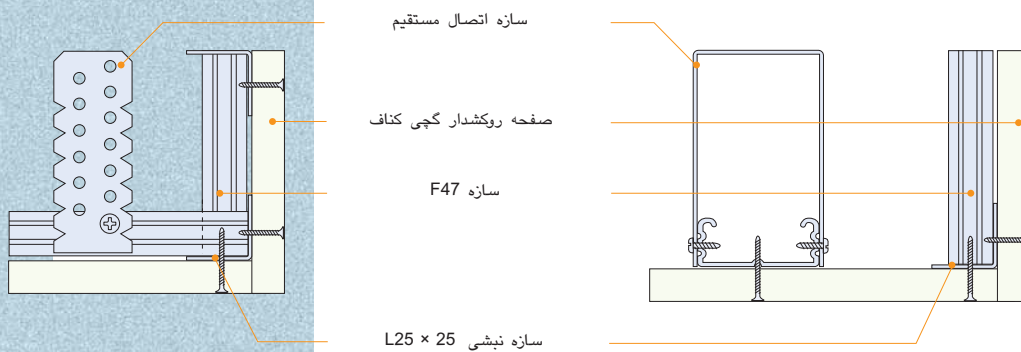 سازه اتصال مستقیم
صفحه روکشدار گچی کناف
سازه F47
سازه نبشی L25 × 25